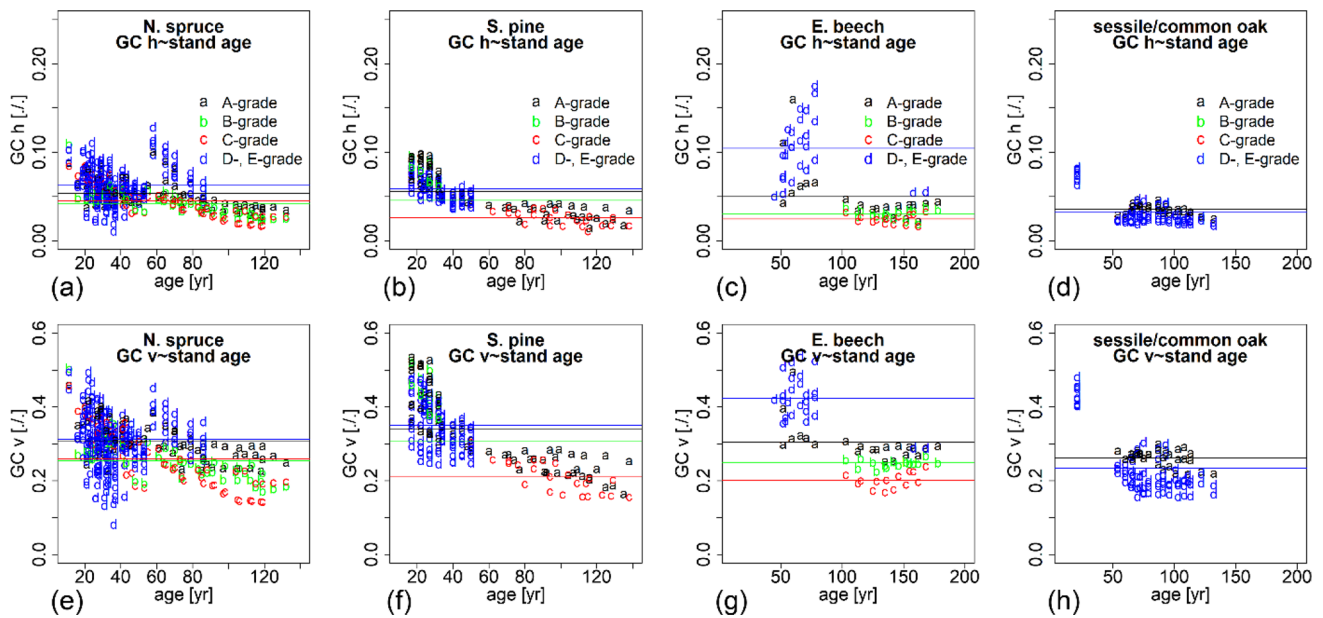 N. spruce
GC h~stand age
GC h [./.]
0.00 0.10 0.20
a A-grade
b B-grade
c C-grade
d D-, E-grade
20 40 60 80 120
age [yr]
(a)
S. pine
GC h~stand age
GC h [./.]
0.00 0.10 0.20
a A-grade
b B-grade
c C-grade
d D-, E-grade
20 40 60 80 120
age [yr]
(b)
E. beech
GC h~stand age
GC h [./.]
0.00 0.10 0.20
a A-grade
b B-grade
c C-grade
d D-, E-grade
0 50 100 150 200
age [yr]
(c)
sessile/common oak
GC h~stand age
GC h [./.]
0.00 0.10 0.20
a A-grade
b B-grade
c C-grade
d D-, E-grade
0 50 100 150 200
age [yr]
(d)
N. spruce
GC v~stand age
GC v [./.]
0.0 0.2 0.4 0.6
20 40 60 80 120
age [yr]
(e)
S. pine
GC v~stand age
GC v [./.]
0.0 0.2 0.4 0.6
20 40 60 80 120
age [yr]
(f)
E. beech
GC v~stand age
GC v [./.]
0.0 0.2 0.4 0.6
0 50 100 150 200
age [yr]
(g)
sessile/common oak
GC v~stand age
GC v [./.]
0.0 0.2 0.4 0.6
0 50 100 150 200
age [yr]
(h)